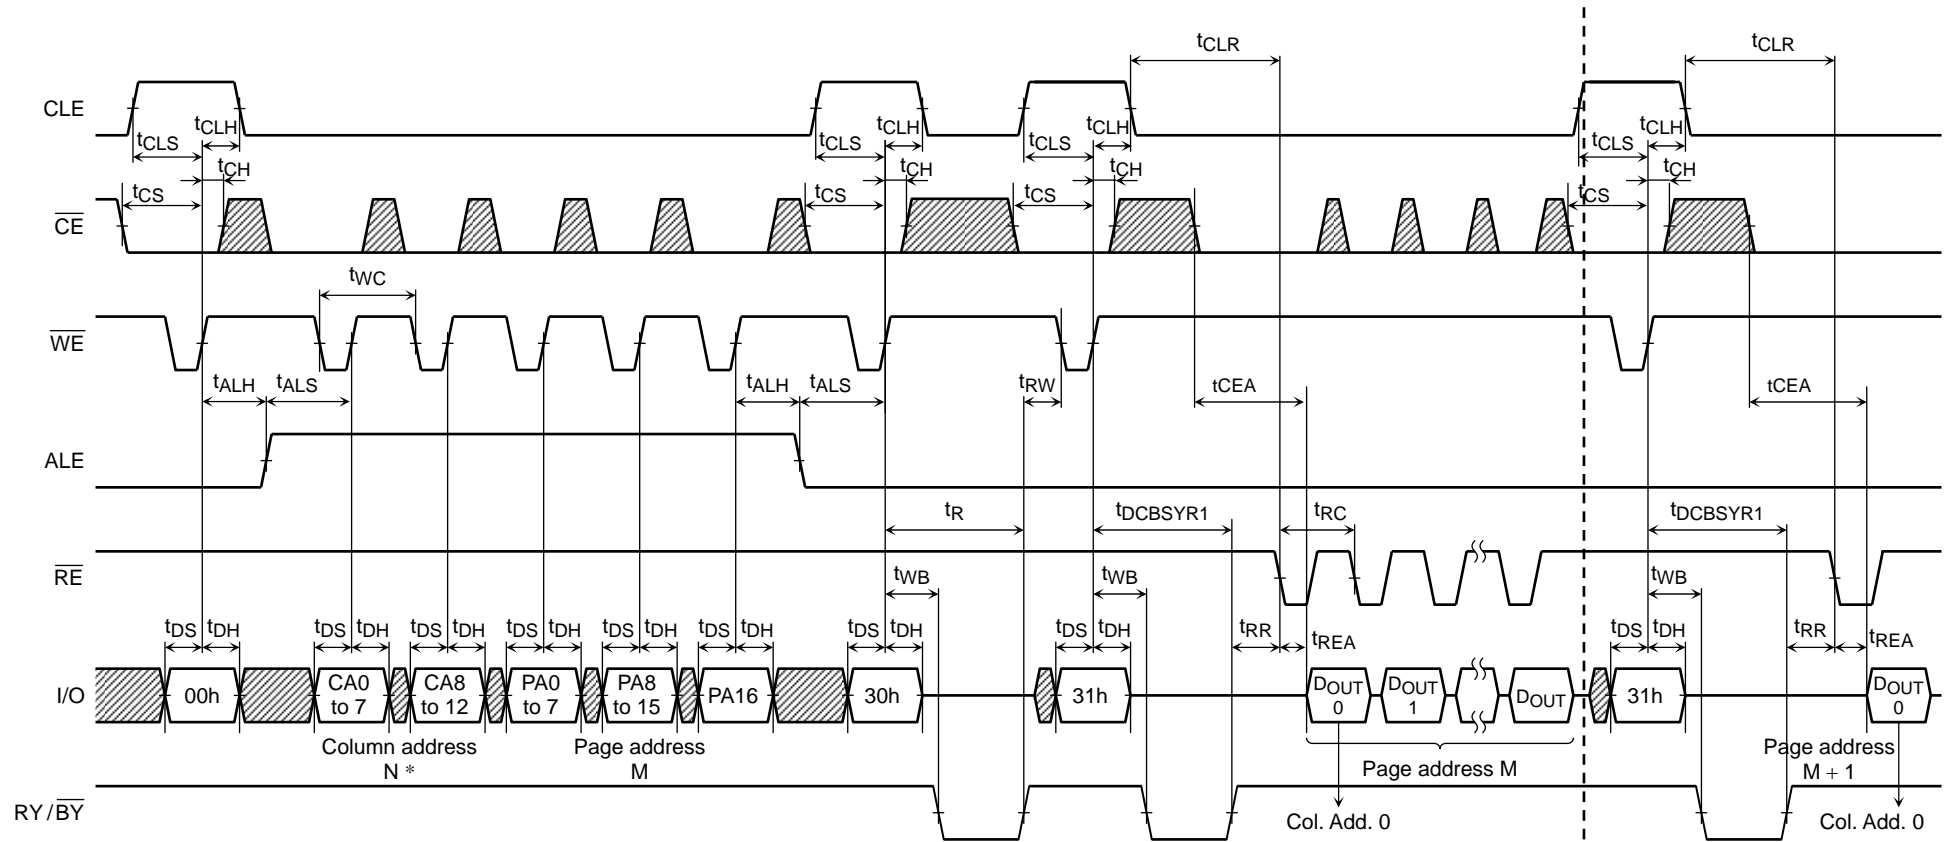 tCLR tCLR
CLE
tCLS tCLH tCLS tCLH tCLS tCLH tCLS tCLH
tCS tCH tCS tCH tCS tCH tCS tCH
CE
tWC
WE
tALH tALS tALH tALS tRW tCEA tCEA
ALE
tR tDCBSYR1 tRC tDCBSYR1
RE
tWB tWB tWB
tDS tDH tDS tDH tDS tDH tDS tDH tDS tDH tDS tDH tDS tDH tDS tDH tRR tREA tDS tDH tRR tREA
I/O
00h
CA0
to 7
CA8
to 12
PA0
to 7
PA8
to 15
PA16
30h
31h
DOUT
0
DOUT
1
DOUT
31h
DOUT
0
Column address
N *
Page address
M
Page address M
Page address
M + 1
RY/BY
Col. Add. 0
Col. Add. 0